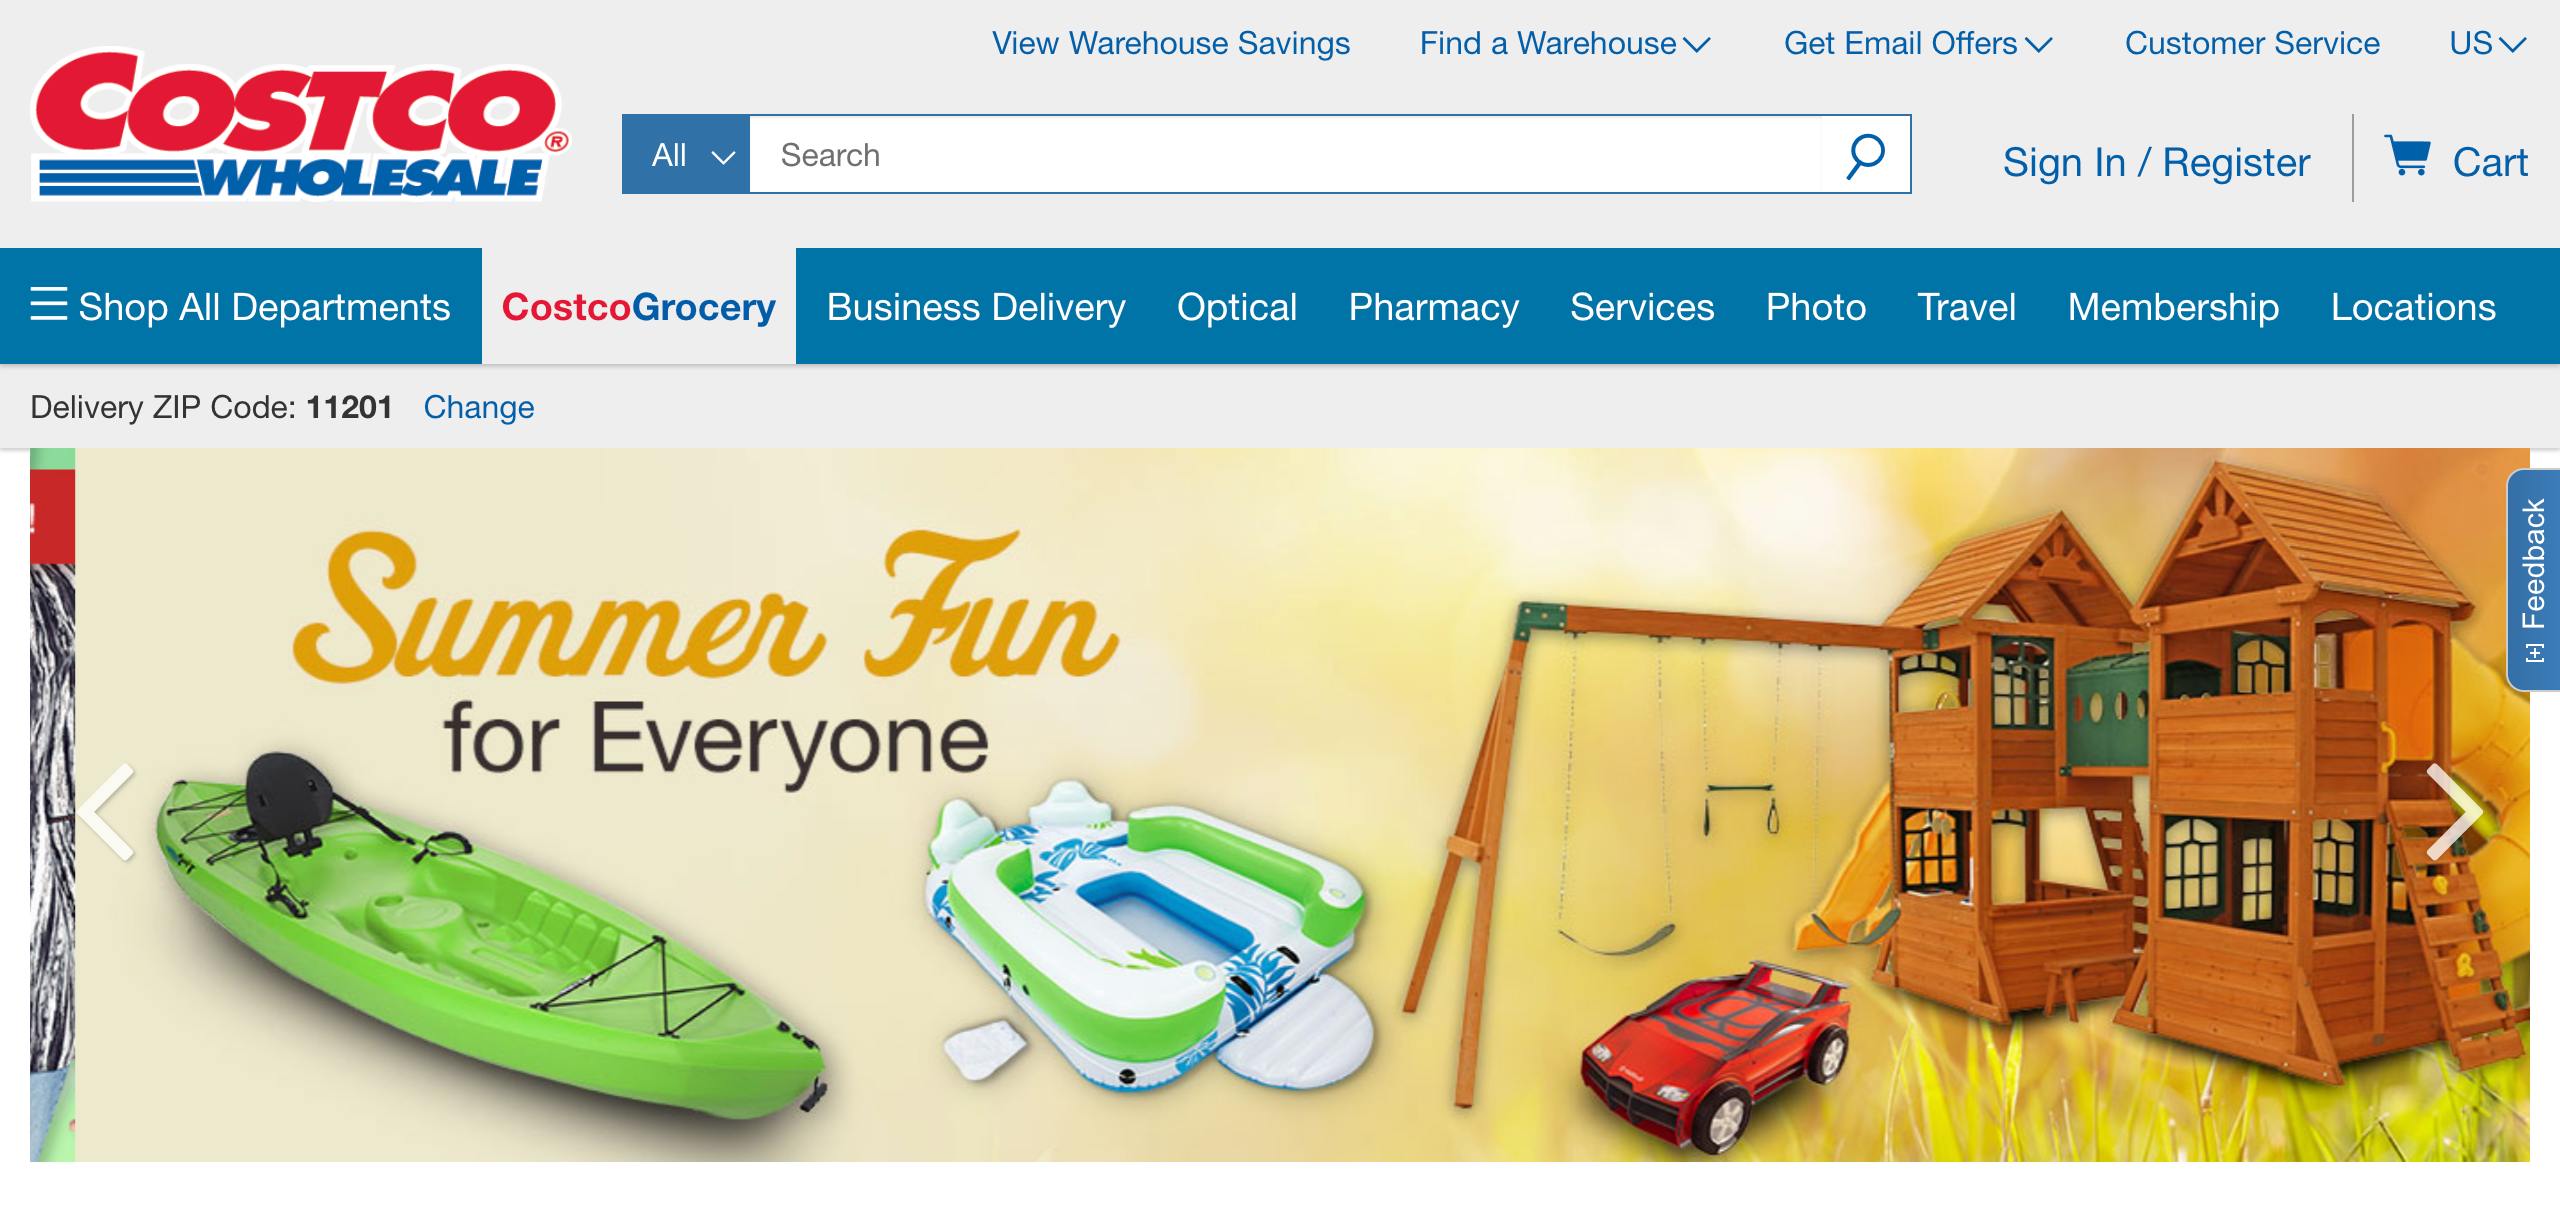 View Warehouse Savings Find a Warehouse Get Email Offers Customer Service US
COSTCO®
WHOLESALE
All Search Sign In / Register Cart
Shop All Departments CostcoGrocery Business Delivery Optical Pharmacy Services Photo Travel Membership Locations
Delivery ZIP Code: 11201 Change
!
Summer Fun
for Everyone
[+] Feedback